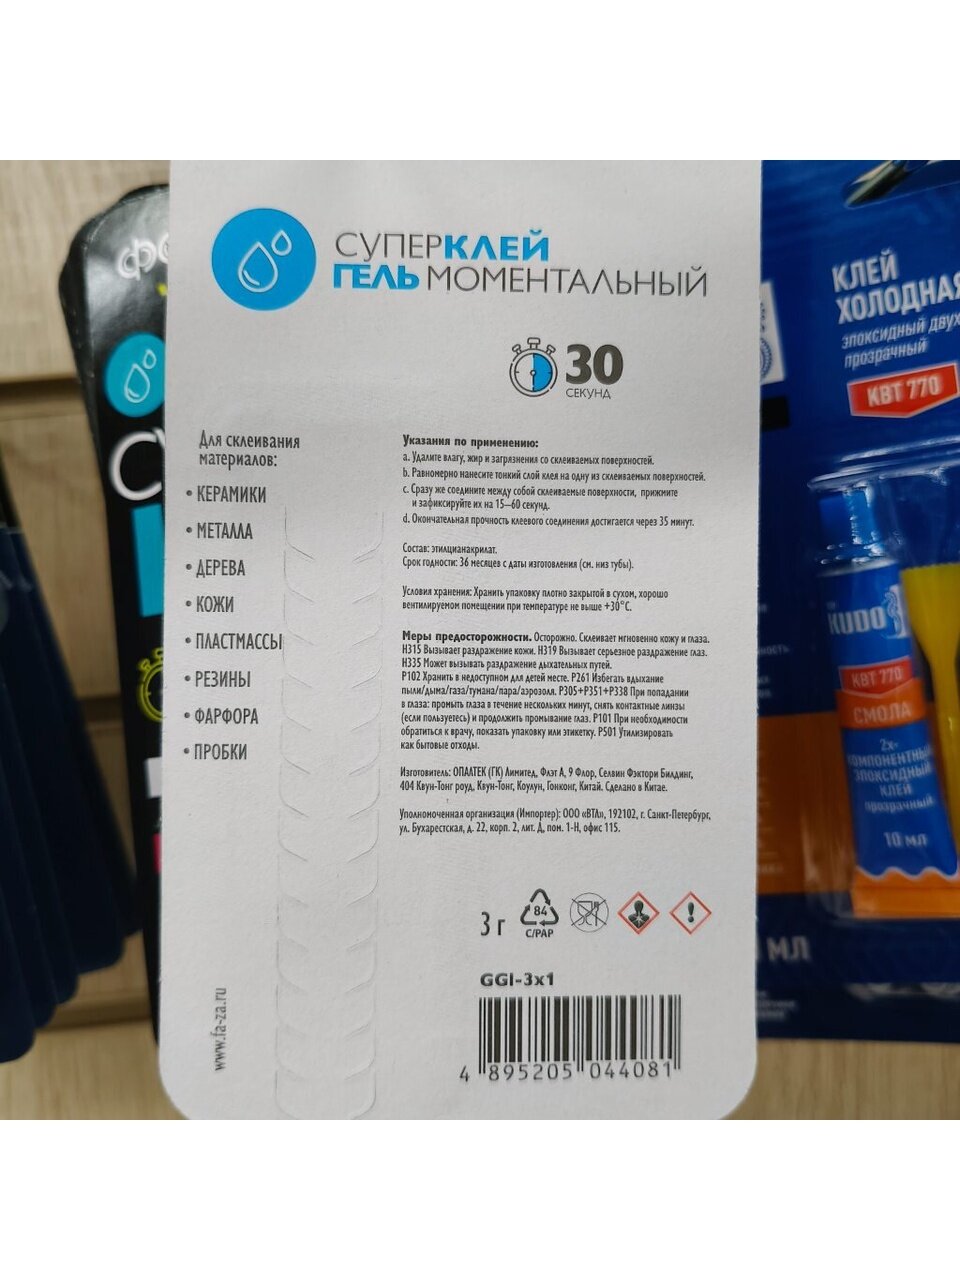 СУПЕРКЛЕЙ
ГЕЛЬ МОМЕНТАЛЬНЫЙ
30
СЕКУНД
Для склеивания
материалов:
• КЕРАМИКИ
• МЕТАЛЛА
• ДЕРЕВА
• КОЖИ
• ПЛАСТМАССЫ
• РЕЗИНЫ
• ФАРФОРА
• ПРОБКИ
Указания по применению:
a. Удалите влагу, жир и загрязнения со склеиваемых поверхностей.
b. Равномерно нанесите тонкий слой клея на одну из склеиваемых поверхностей.
c. Сразу же соедините между собой склеиваемые поверхности, прижмите
и зафиксируйте их на 15–60 секунд.
d. Окончательная прочность клеевого соединения достигается через 35 минут.
Состав: этилцианакрилат.
Срок годности: 36 месяцев с даты изготовления (см. низ тубы).
Условия хранения: Хранить упаковку плотно закрытой в сухом, хорошо
вентилируемом помещении при температуре не выше +30°C.
Меры предосторожности. Осторожно. Склеивает мгновенно кожу и глаза.
H315 Вызывает раздражение кожи. H319 Вызывает серьезное раздражение глаз.
H335 Может вызывать раздражение дыхательных путей.
P102 Хранить в недоступном для детей месте. P261 Избегать вдыхание
пыли/дыма/газа/тумана/пара/аэрозоля. P305+P351+P338 При попадании
в глаза: промыть глаза в течение нескольких минут, снять контактные линзы
(если пользуетесь) и продолжить промывание глаз. P101 При необходимости
обратиться к врачу, показать упаковку или этикетку. P501 Утилизировать
как бытовые отходы.
Изготовитель: ОПАЛТЕК (ГК) Лимитед, Флэт А, 9 Флор, Селвин Фэктори Билдинг,
404 Квун-Тонг роуд, Квун-Тонг, Коулун, Гонконг, Китай. Сделано в Китае.
Уполномоченная организация (Импортер): ООО «ВТА», 192102, г. Санкт-Петербург,
ул. Бухарестская, д. 22, корп. 2, лит. Д, пом. 1-Н, офис 115.
3 г
84
C/PAP
GGI-3x1
4 895205 044081
www.fa-za.ru
КЛЕЙ
ХОЛОДНАЯ
эпоксидный двух
прозрачный
КВТ 770
KUDO
КВТ 770
СМОЛА
2х-
КОМПОНЕНТНЫЙ
ЭПОКСИДНЫЙ
КЛЕЙ
прозрачный
10 мл
МЛ